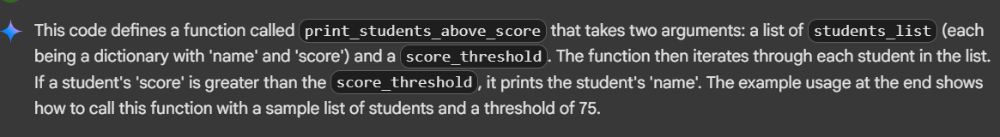 This code defines a function called print_students_above_score that takes two arguments: a list of students_list (each
being a dictionary with 'name' and 'score') and a score_threshold. The function then iterates through each student in the list.
If a student's 'score' is greater than the score_threshold, it prints the student's 'name'. The example usage at the end shows
how to call this function with a sample list of students and a threshold of 75.